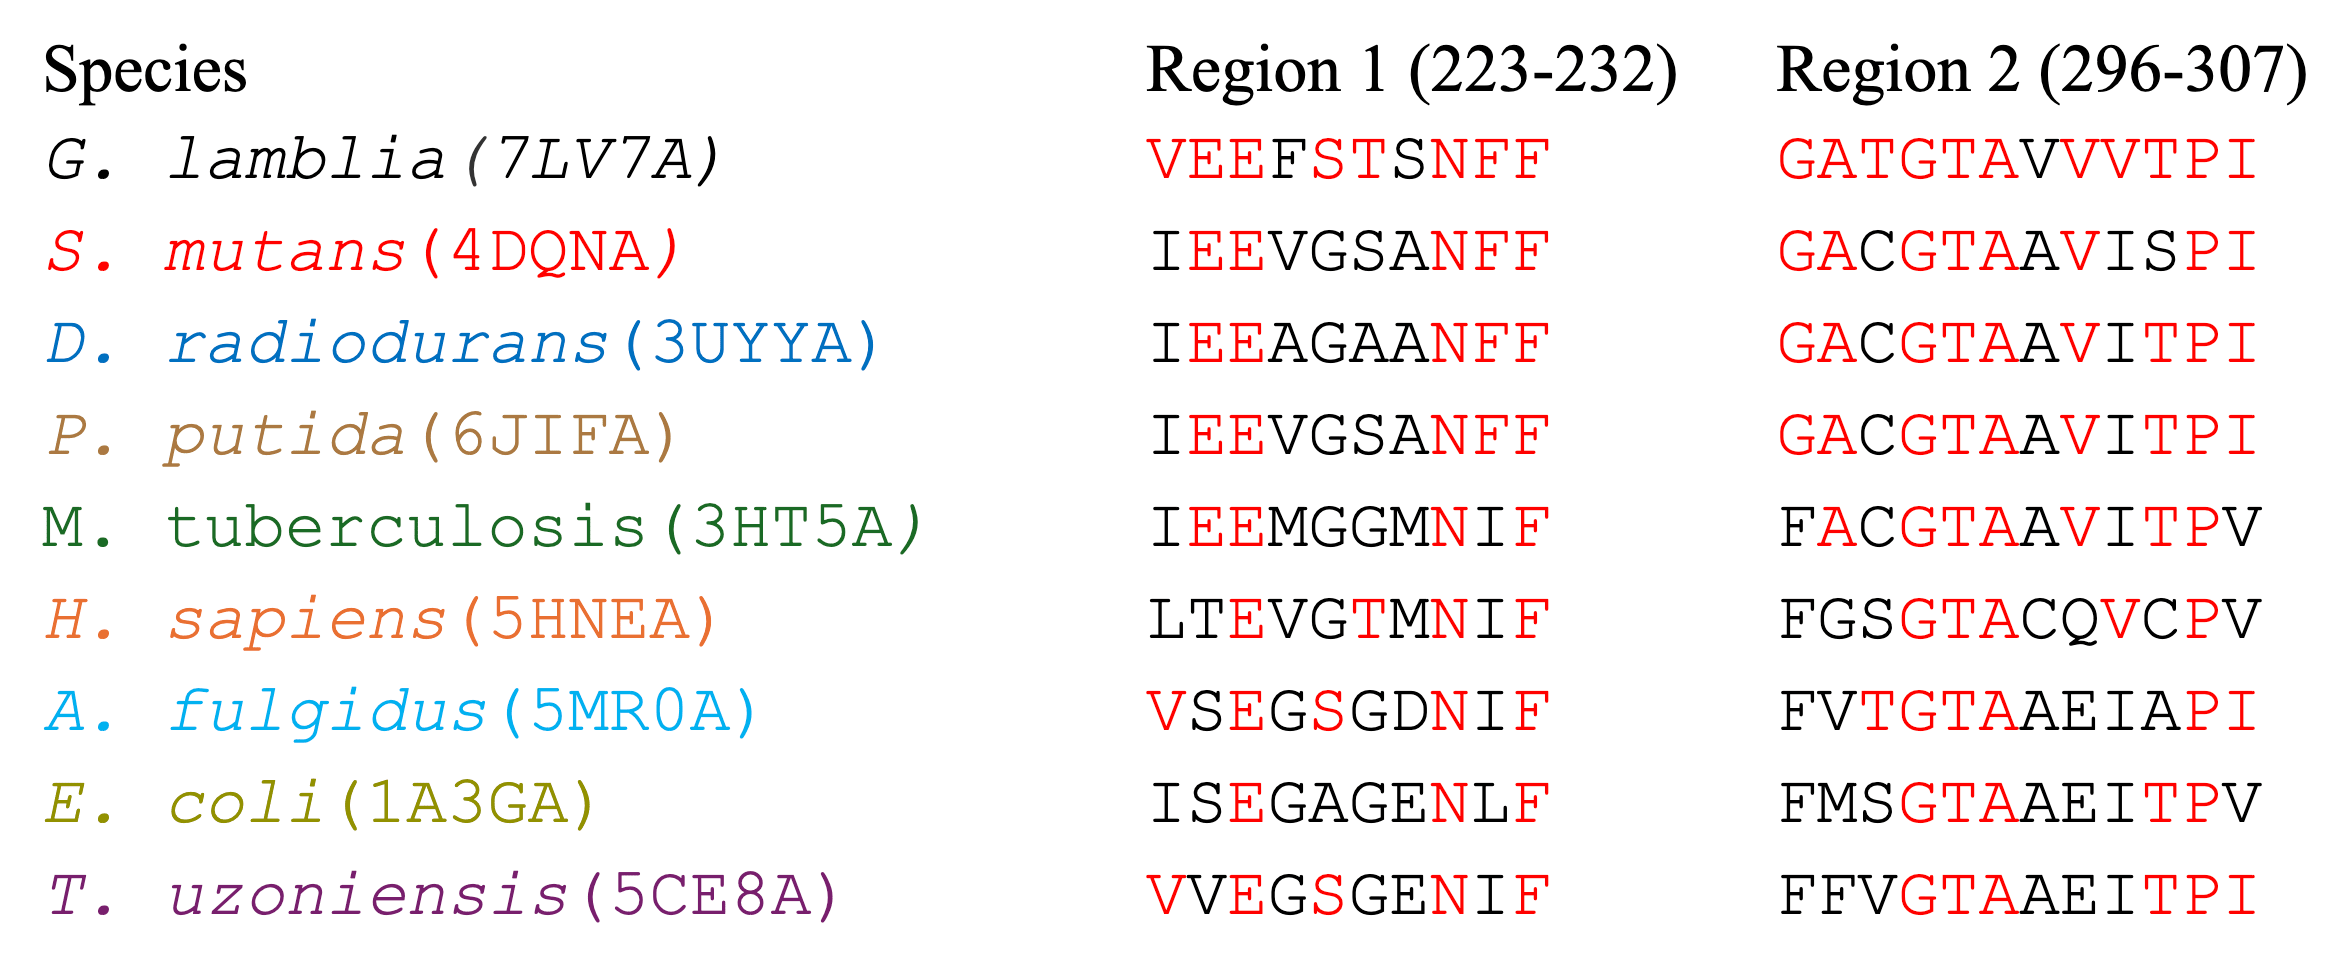 Species Region 1 (223-232) Region 2 (296-307)
G. lamblia(7LV7A) VEEFSTSNFF GATGTAVVVTPI
S. mutans(4DQNA) IEEVGSANFF GACGTAAVISPI
D. radiodurans(3UYYA) IEEAGAANFF GACGTAAVITPI
P. putida(6JIFA) IEEVGSANFF GACGTAAVITPI
M. tuberculosis(3HT5A) IEEMGGMNIF FACGTAAVITPV
H. sapiens(5HNEA) LTEVGTMNIF FGSGTACQVCPV
A. fulgidus(5MR0A) VSEGSGDNIF FVTGTAAEIAPI
E. coli(1A3GA) ISEGAGENLF FMSGTAAEITPV
T. uzoniensis(5CE8A) VVEGSGENIF FFVGTAAEITPI